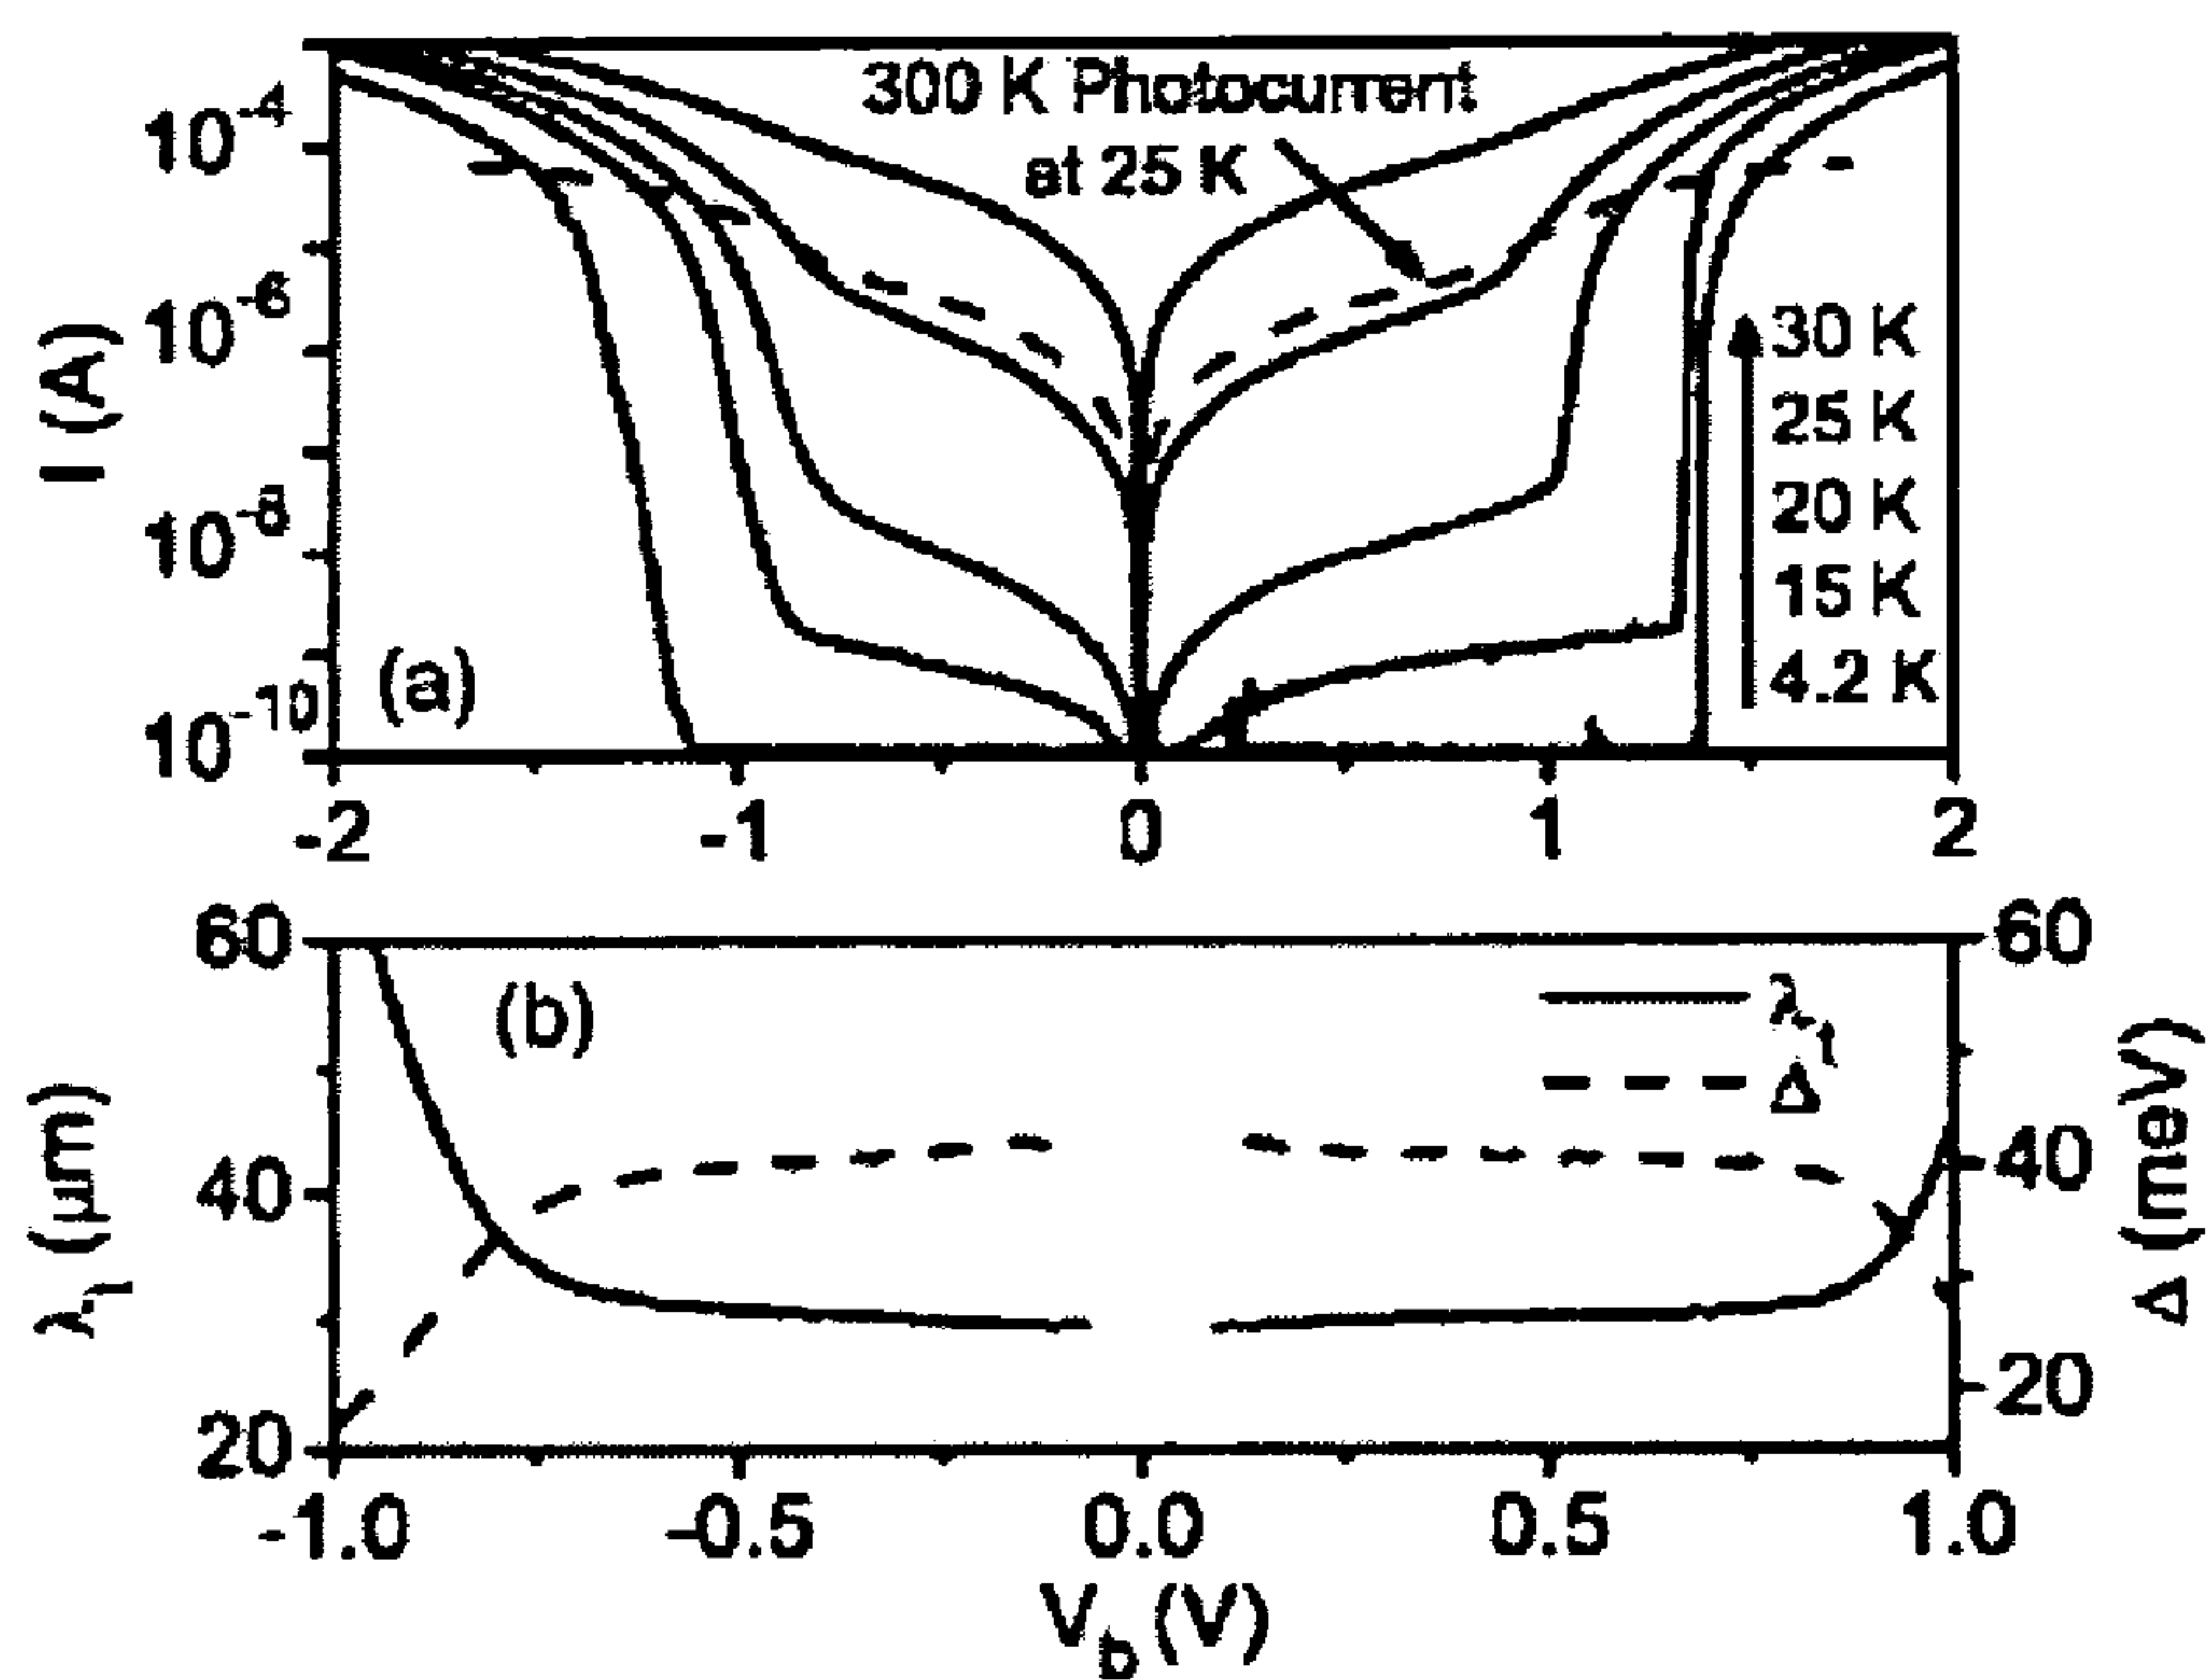 300 K Photocurrent
at 25 K
10-4
10-6
10-8
10-10
I (A)
30 K
25 K
20 K
15 K
4.2 K
(a)
-2 -1 0 1 2
60
40
20
λt (μm)
(b)
λt
Δ
60
40
20
Δ (meV)
-1.0 -0.5 0.0 0.5 1.0
Vb (V)